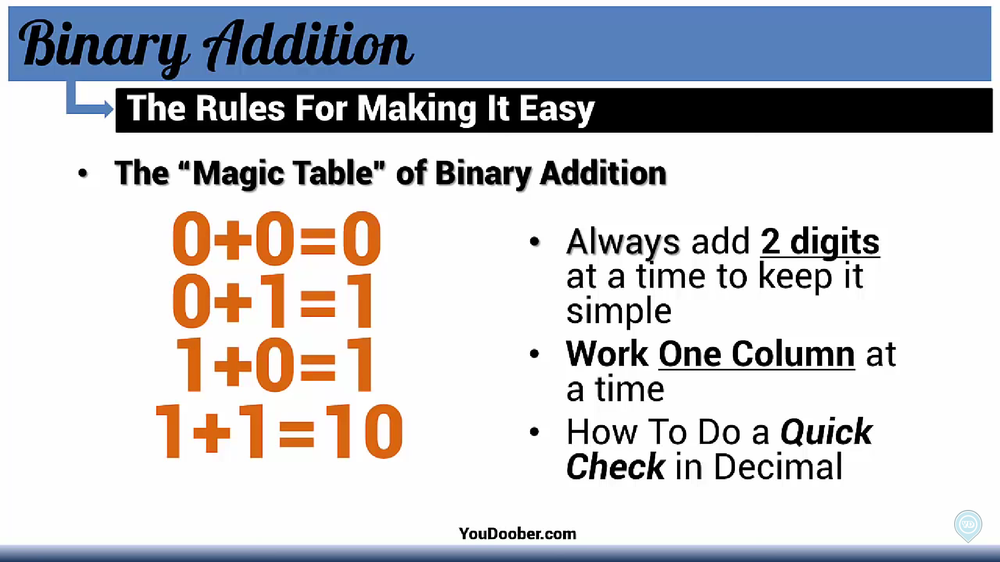 Binary Addition
The Rules For Making It Easy
• The “Magic Table” of Binary Addition
0+0=0
0+1=1
1+0=1
1+1=10
• Always add 2 digits
at a time to keep it
simple
• Work One Column at
a time
• How To Do a Quick
Check in Decimal
YouDoober.com
YD